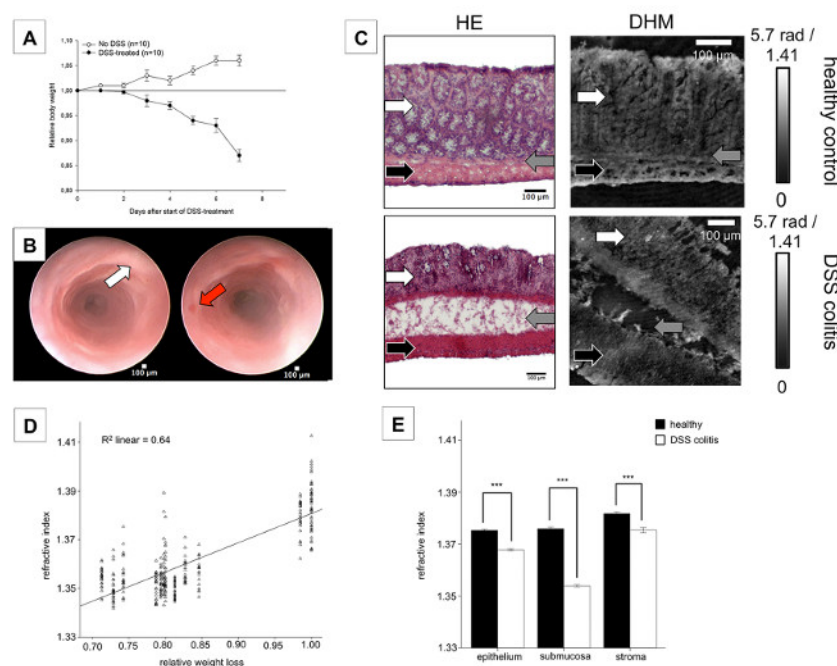 A
No DSS (n=10)
DSS-treated (n=10)
Relative body weight
1,10
1,05
1,00
0,95
0,90
0,85
0,80
0 2 4 6 8
Days after start of DSS-treatment
B
100 µm
100 µm
C
HE DHM
100 µm
100 µm
5.7 rad /
1.41
0
healthy control
100 µm
100 µm
5.7 rad /
1.41
0
DSS colitis
D
R² linear = 0.64
refractive index
1.41
1.39
1.37
1.35
1.33
0.70 0.75 0.80 0.85 0.90 0.95 1.00
relative weight loss
E
healthy
DSS colitis
refractive index
1.41
1.39
1.37
1.35
1.33
*** *** ***
epithelium submucosa stroma